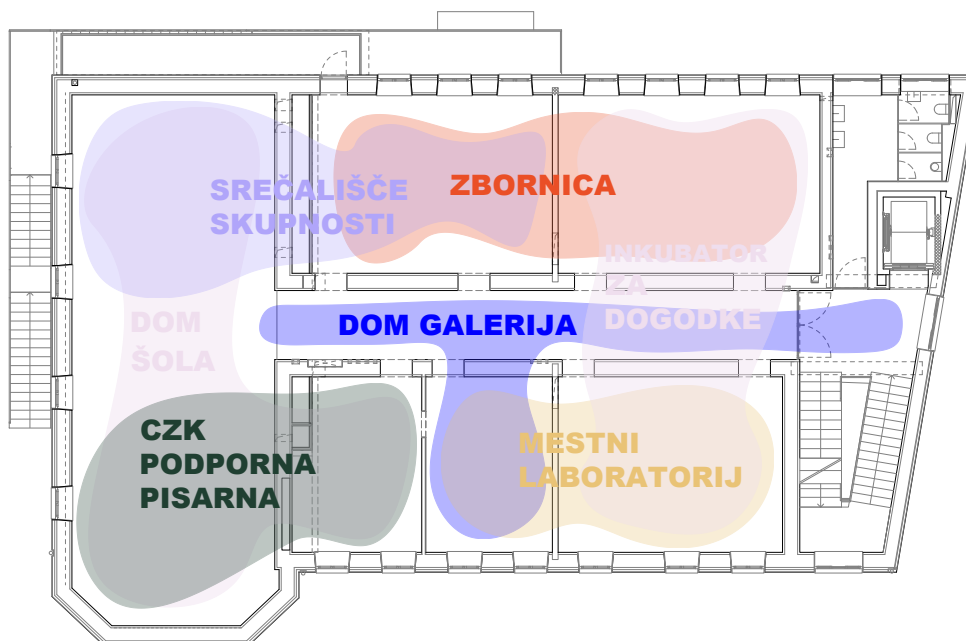 SREČALIŠČE
SKUPNOSTI
ZBORNICA
INKUBATOR
ZA
DOGODKE
DOM GALERIJA
DOM
ŠOLA
CZK
PODPORNA
PISARNA
MESTNI
LABORATORIJ